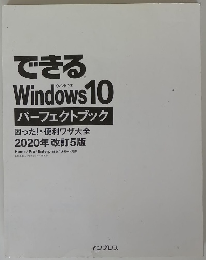 できる
Windows10
パーフェクトブック
困った!&便利ワザ大全
2020年 改訂5版
インプレス